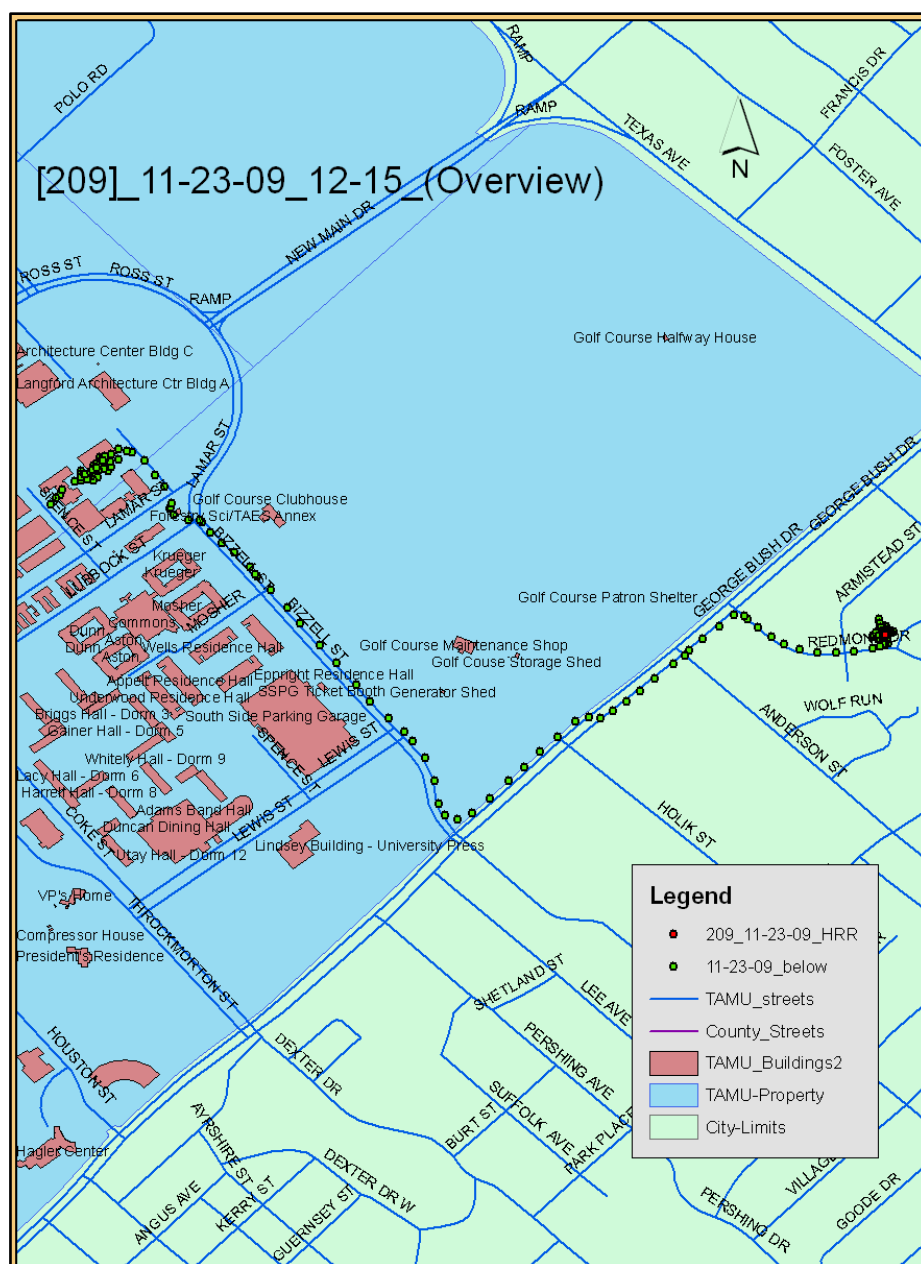 POLO RD
RAMP
RAMP
TEXAS AVE
FRANCIS DR
FOSTER AVE
N
[209]_11-23-09_12-15_(Overview)
NEW MAIN DR
ROSS ST
ROSS ST
RAMP
Golf Course Halfway House
Architecture Center Bldg C
Langford Architecture Ctr Bldg A
LAMAR ST
SPENCE ST
LAMAR ST
Golf Course Clubhouse
Forestry Sci/TAES Annex
LUBBOCK ST
BIZZELL ST
GEORGE BUSH DR
GEORGE BUSH DR
ARMISTEAD ST
Krueger
Krueger
Mosher
MOSHER
Commons
Dunn
Dunn
Aston
Aston
Wells Residence Hall
BIZZELL ST
Golf Course Patron Shelter
Golf Course Maintenance Shop
Golf Couse Storage Shed
Generator Shed
Eppright Residence Hall
Appelt Residence Hall
SSPG Ticket Booth
Underwood Residence Hall
Briggs Hall - Dorm 3
South Side Parking Garage
Gainer Hall - Dorm 5
WOLF RUN
ANDERSON ST
LEWIS ST
SPENCE ST
Whitely Hall - Dorm 9
Lacy Hall - Dorm 6
Harrell Hall - Dorm 8
Adams Band Hall
Duncan Dining Hall
LEWIS ST
COKE ST
Utay Hall - Dorm 12
Lindsey Building - University Press
HOLIK ST
VP's Home
THROCKMORTON ST
Compressor House
President's Residence
HOUSTON ST
Hagler Center
SHETLAND ST
LEE AVE
PERSHING AVE
DEXTER DR
SUFFOLK AVE
BURT ST
PARK PLACE
AYRSHIRE ST
DEXTER DR W
ANGUS AVE
KERRY ST
GUERNSEY ST
PERSHING DR
GOODE DR
Legend
209_11-23-09_HRR
11-23-09_below
TAMU_streets
County_Streets
TAMU_Buildings2
TAMU-Property
City-Limits